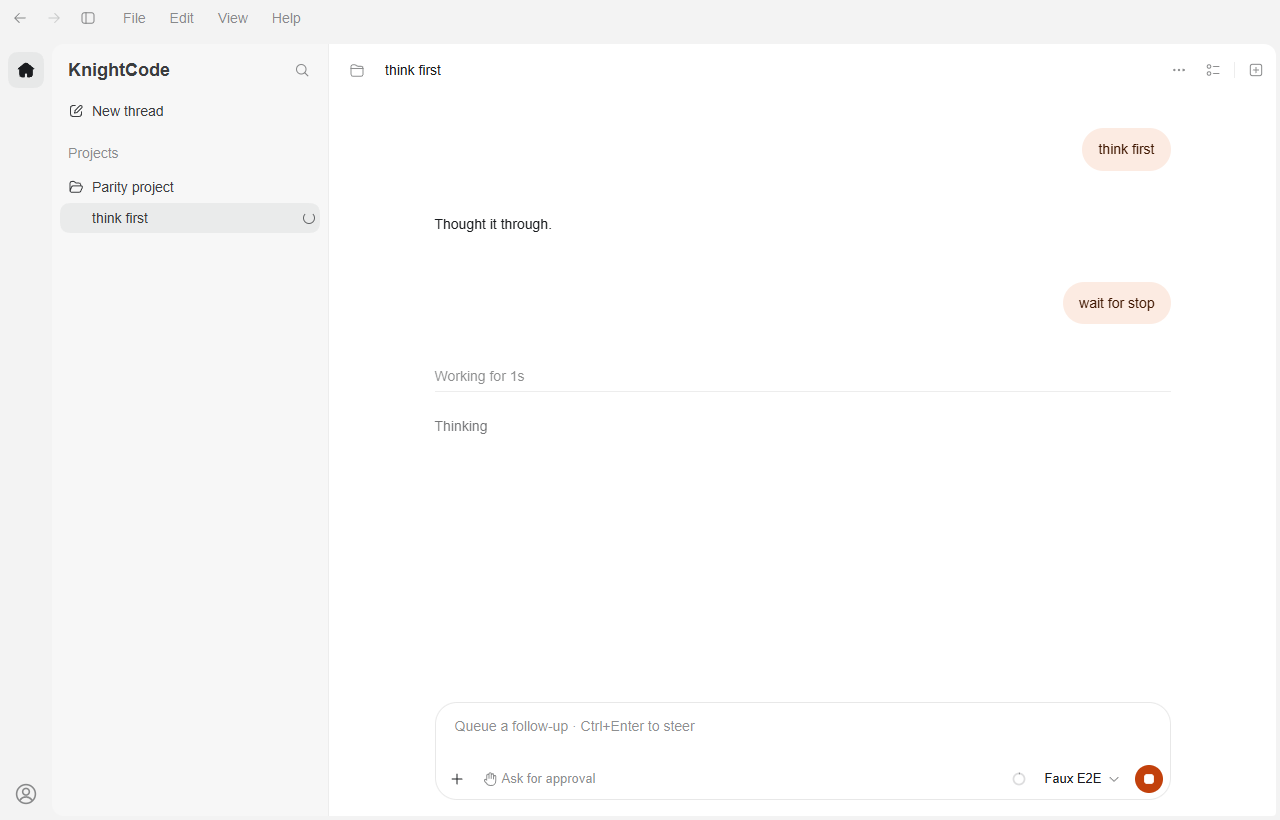 File Edit View Help
KnightCode
New thread
Projects
Parity project
think first
think first
think first
Thought it through.
wait for stop
Working for 1s
Thinking
Queue a follow-up · Ctrl+Enter to steer
Ask for approval
Faux E2E